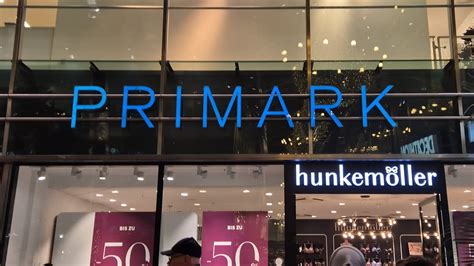 PRIMARK
hunkemöller
BIS ZU
-50
BIS ZU
-50